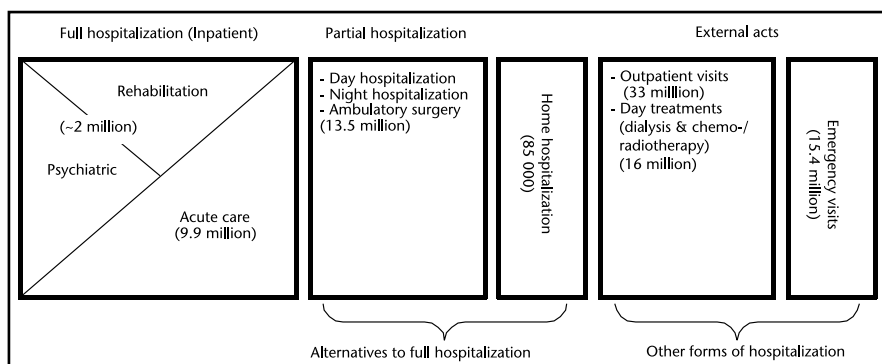 Full hospitalization (Inpatient)
Partial hospitalization
External acts
Rehabilitation
(~2 million)
Psychiatric
Acute care
(9.9 million)
- Day hospitalization
- Night hospitalization
- Ambulatory surgery
(13.5 million)
Home hospitalization
(85 000)
- Outpatient visits
(33 milllion)
- Day treatments
(dialysis & chemo-/
radiotherapy)
(16 million)
Emergency visits
(15.4 million)
Alternatives to full hospitalization
Other forms of hospitalization